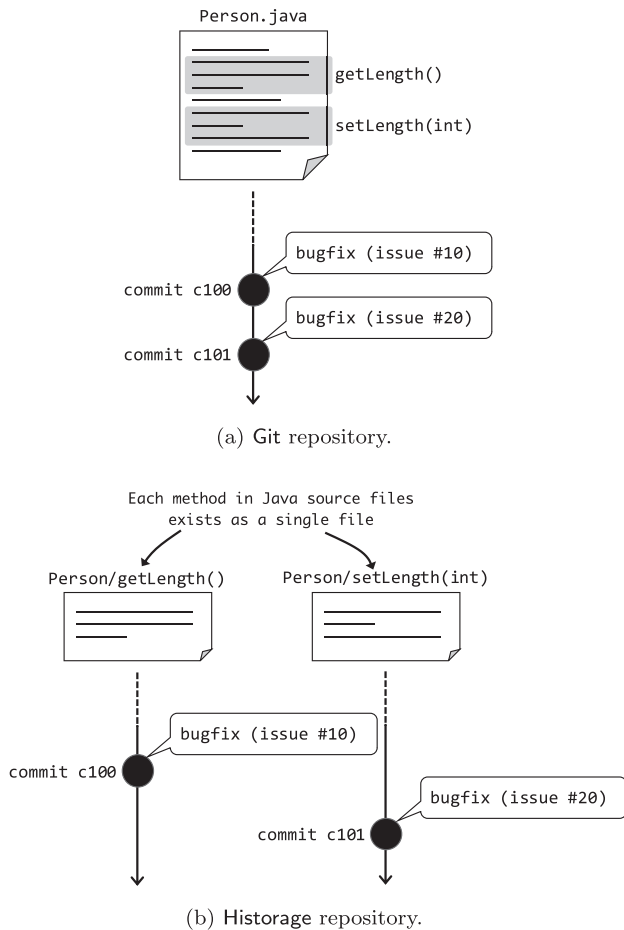 Person.java
getLength()
setLength(int)
bugfix (issue #10)
commit c100
bugfix (issue #20)
commit c101
(a) Git repository.
Each method in Java source files
exists as a single file
Person/getLength()
Person/setLength(int)
bugfix (issue #10)
commit c100
bugfix (issue #20)
commit c101
(b) Historage repository.